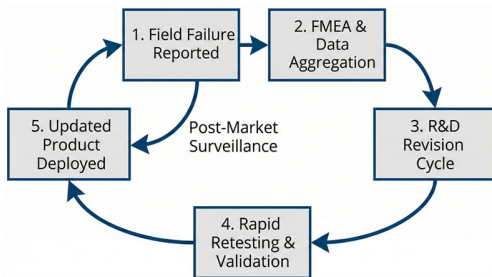 1. Field Failure
Reported
2. FMEA &
Data
Aggregation
3. R&D
Revision
Cycle
4. Rapid
Retesting &
Validation
5. Updated
Product
Deployed
Post-Market
Surveillance